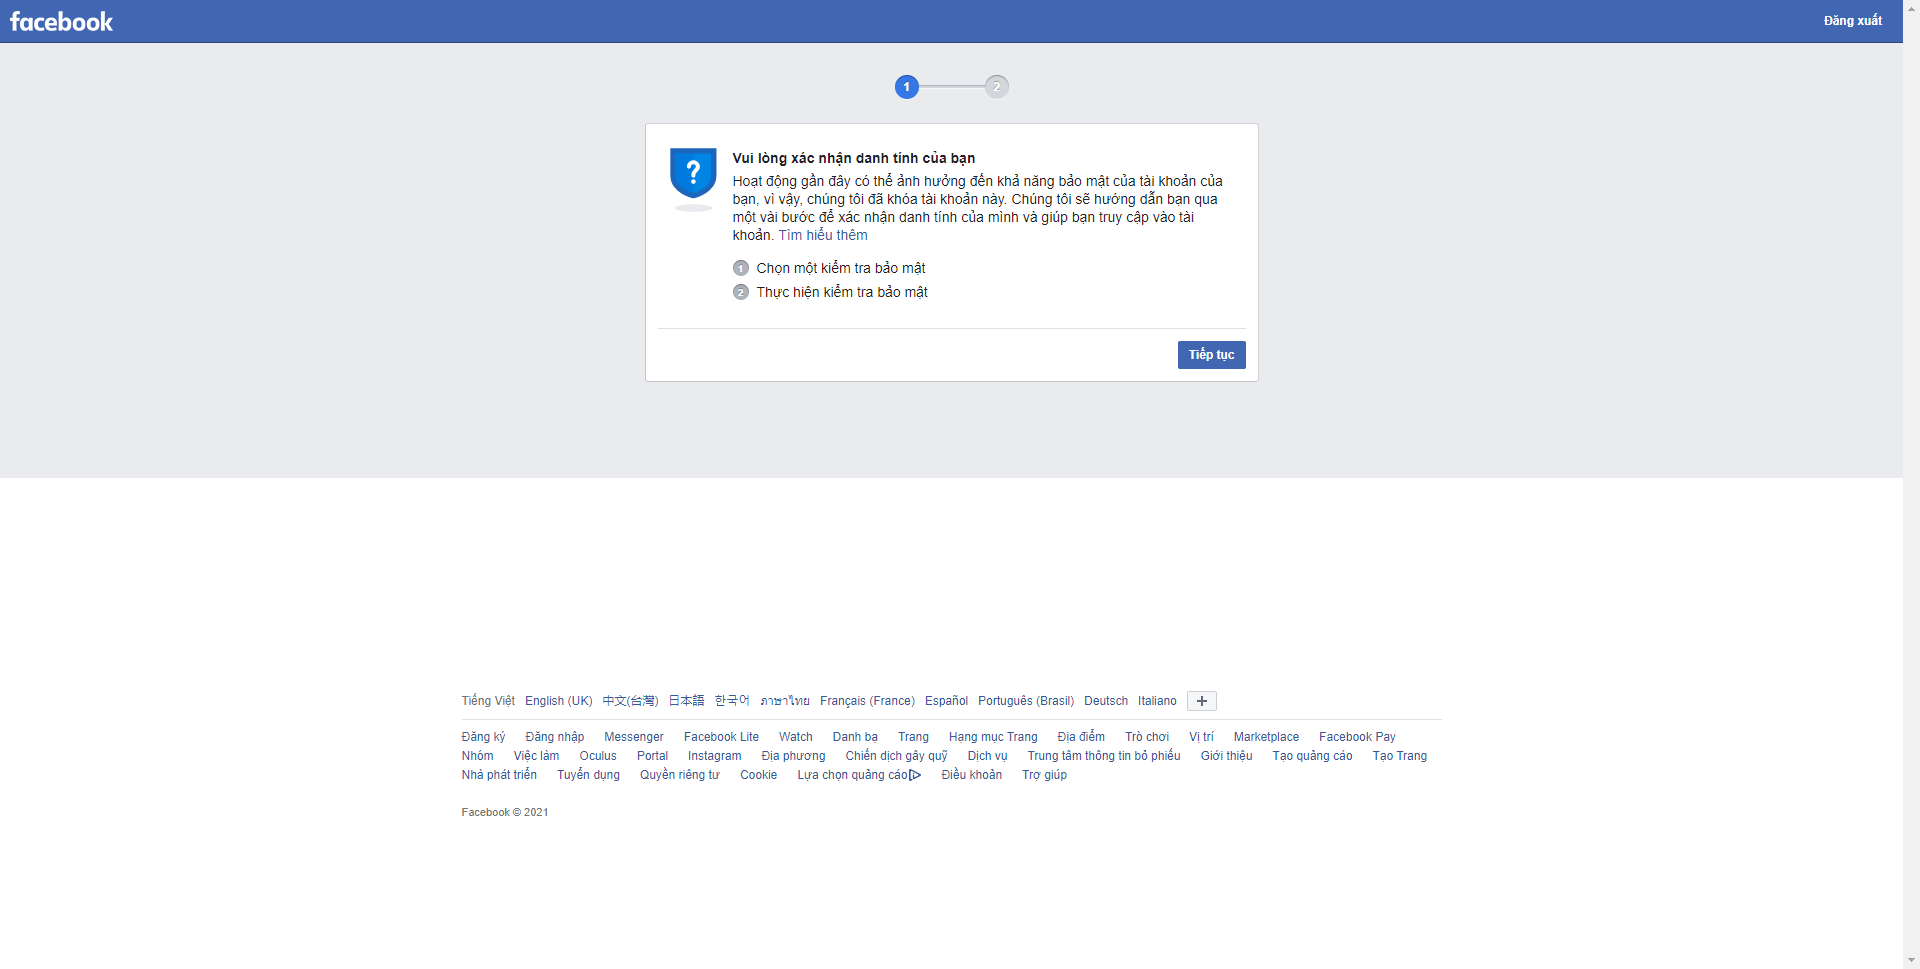 facebook
Đăng xuất
1
2
?
Vui lòng xác nhận danh tính của bạn
Hoạt động gần đây có thể ảnh hưởng đến khả năng bảo mật của tài khoản của
bạn, vì vậy, chúng tôi đã khóa tài khoản này. Chúng tôi sẽ hướng dẫn bạn qua
một vài bước để xác nhận danh tính của mình và giúp bạn truy cập vào tài
khoản. Tìm hiểu thêm
1 Chọn một kiểm tra bảo mật
2 Thực hiện kiểm tra bảo mật
Tiếp tục
Tiếng Việt English (UK) 中文(台灣) 日本語 한국어 ภาษาไทย Français (France) Español Português (Brasil) Deutsch Italiano +
Đăng ký Đăng nhập Messenger Facebook Lite Watch Danh bạ Trang Hạng mục Trang Địa điểm Trò chơi Vị trí Marketplace Facebook Pay
Nhóm Việc làm Oculus Portal Instagram Địa phương Chiến dịch gây quỹ Dịch vụ Trung tâm thông tin bỏ phiếu Giới thiệu Tạo quảng cáo Tạo Trang
Nhà phát triển Tuyển dụng Quyền riêng tư Cookie Lựa chọn quảng cáo Điều khoản Trợ giúp
Facebook © 2021